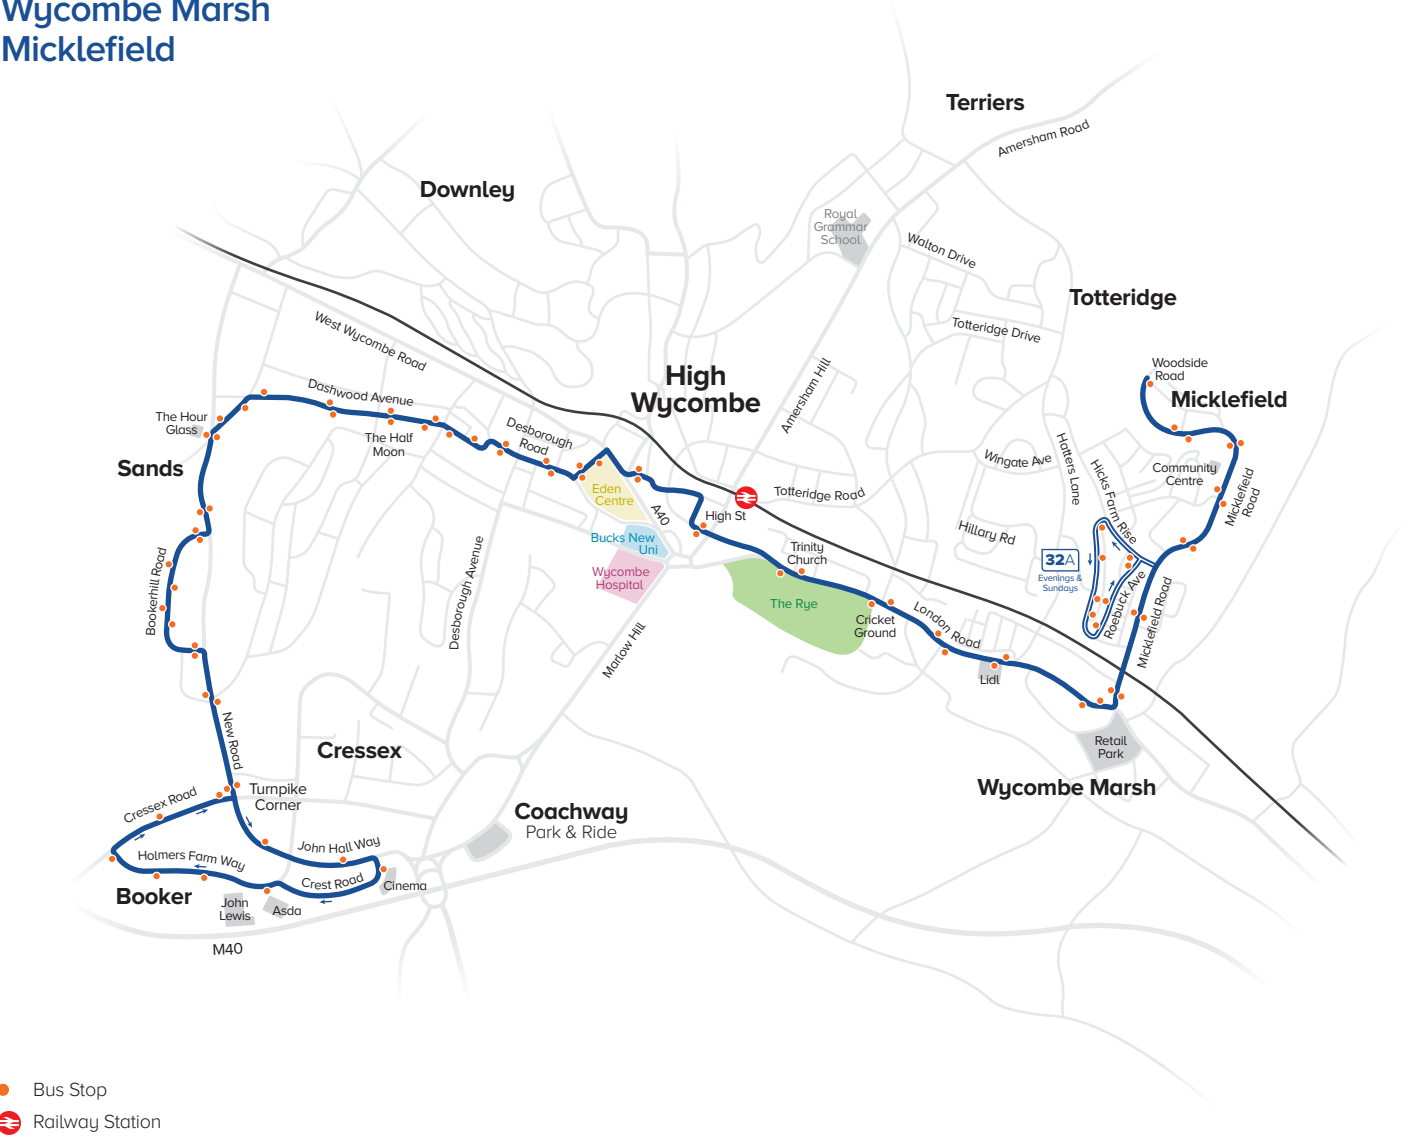 Wycombe Marsh
Micklefield
Terriers
Amersham Road
Downley
Royal
Grammar
School
Walton Drive
Totteridge
West Wycombe Road
Totteridge Drive
High
Wycombe
Amersham Hill
Woodside
Road
Micklefield
Dashwood Avenue
The Hour
Glass
The Half
Moon
Desborough
Road
Sands
Wingate Ave
Hatters Lane
Hicks Farm Rise
Community
Centre
Micklefield
Road
Eden
Centre
A40
High St
Totteridge Road
Hillary Rd
Bucks New
Uni
Wycombe
Hospital
Trinity
Church
32A
Evenings &
Sundays
Bookerhill Road
Desborough Avenue
The Rye
Cricket
Ground
London Road
Roebuck Ave
Micklefield Road
Marlow Hill
Lidl
New Road
Cressex
Retail
Park
Wycombe Marsh
Cressex Road
Turnpike
Corner
Coachway
Park & Ride
John Hall Way
Holmers Farm Way
Crest Road
Cinema
Booker
John
Lewis
Asda
M40
Bus Stop
Railway Station